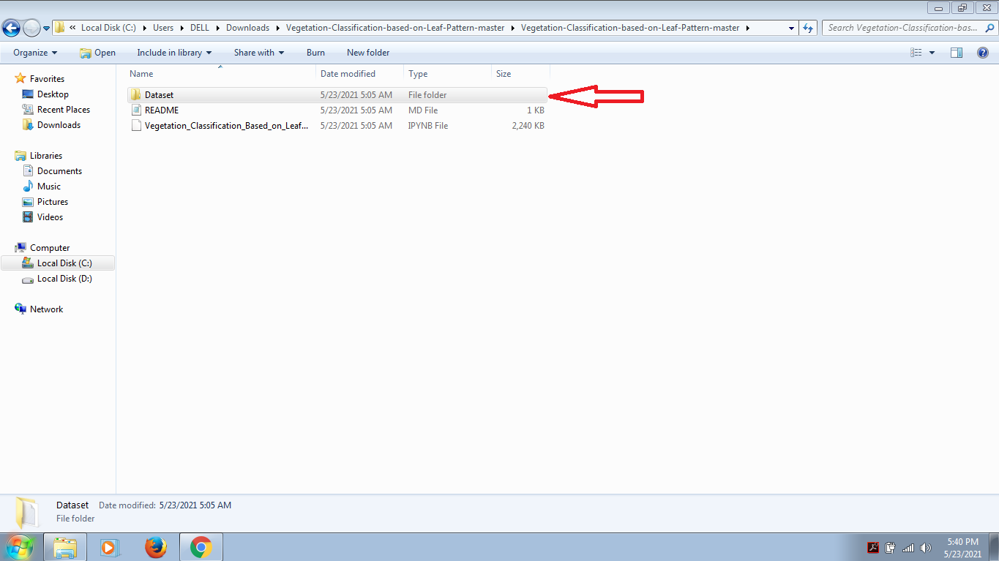 Local Disk (C:) Users DELL Downloads Vegetation-Classification-based-on-Leaf-Pattern-master Vegetation-Classification-based-on-Leaf-Pattern-master Search Vegetation-Classification-bas...
Organize Open Include in library Share with Burn New folder
Name Date modified Type Size
Dataset 5/23/2021 5:05 AM File folder
README 5/23/2021 5:05 AM MD File 1 KB
Vegetation_Classification_Based_on_Leaf... 5/23/2021 5:05 AM IPYNB File 2,240 KB
Favorites
Desktop
Recent Places
Downloads
Libraries
Documents
Music
Pictures
Videos
Computer
Local Disk (C:)
Local Disk (D:)
Network
Dataset Date modified: 5/23/2021 5:05 AM
File folder
5:40 PM
5/23/2021